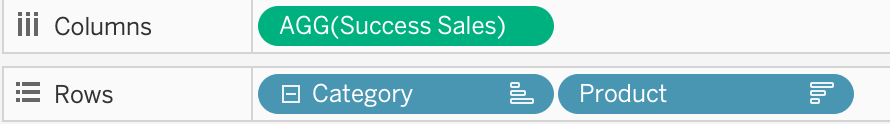 Columns AGG(Success Sales)
Rows Category Product